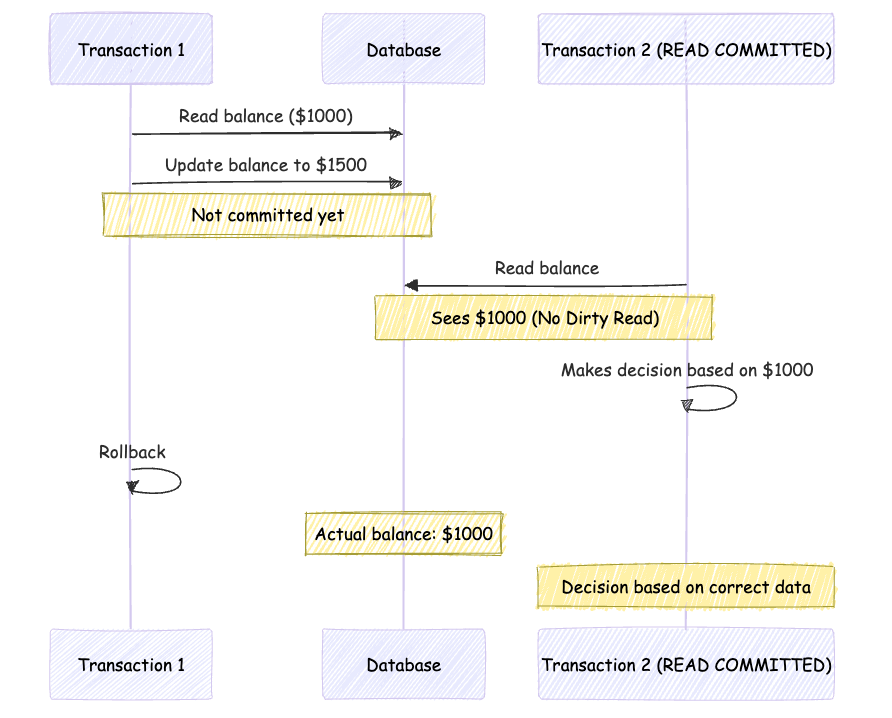 Transaction 1
Database
Transaction 2 (READ COMMITTED)
Read balance ($1000)
Update balance to $1500
Not committed yet
Read balance
Sees $1000 (No Dirty Read)
Makes decision based on $1000
Rollback
Actual balance: $1000
Decision based on correct data
Transaction 1
Database
Transaction 2 (READ COMMITTED)